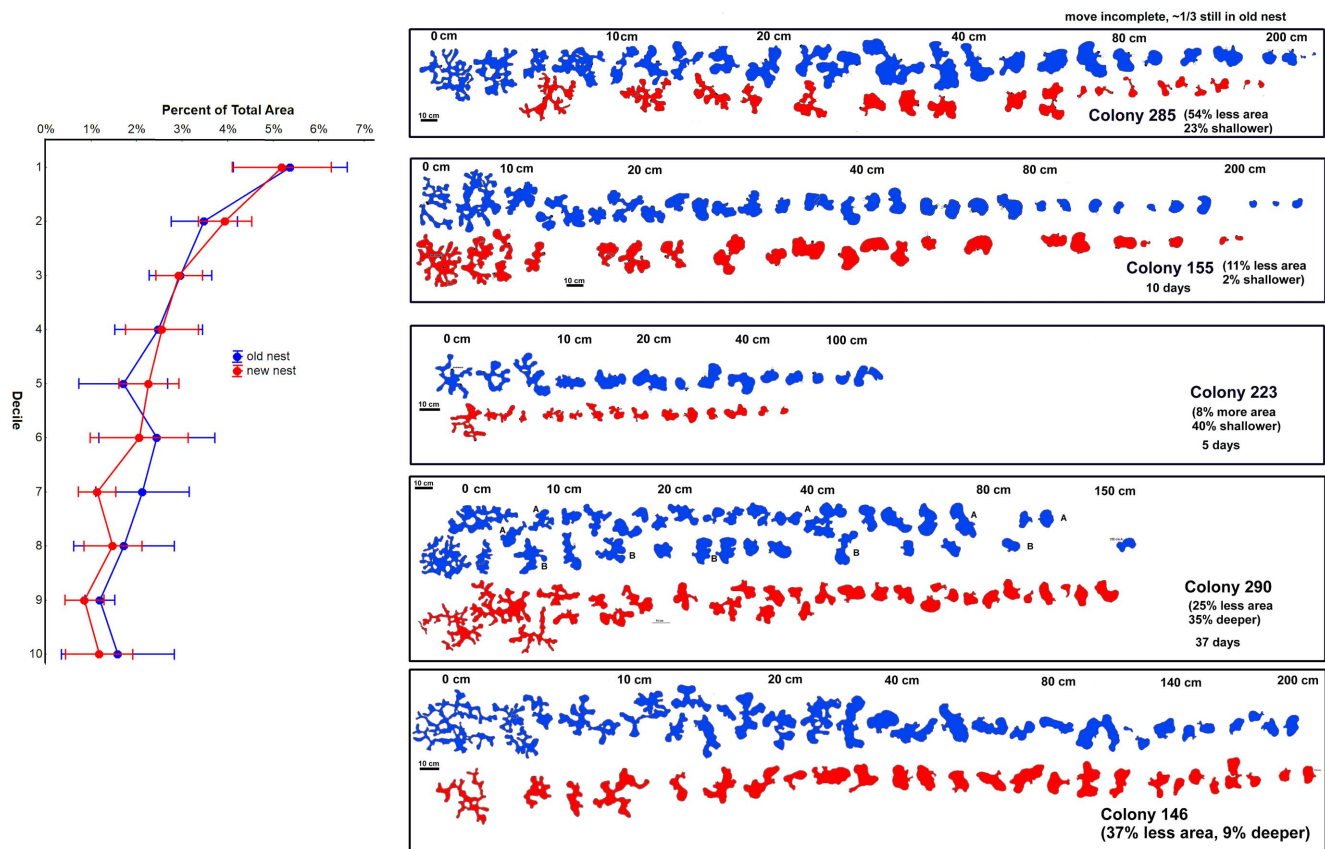 Percent of Total Area
0% 1% 2% 3% 4% 5% 6% 7%
Decile
1
2
3
4
5
6
7
8
9
10
old nest
new nest
move incomplete, ~1/3 still in old nest
0 cm 10cm 20 cm 40 cm 80 cm 200 cm
10 cm
Colony 285 (54% less area
23% shallower)
0 cm 10 cm 20 cm 40 cm 80 cm 200 cm
10 cm
Colony 155 (11% less area
2% shallower)
10 days
0 cm 10 cm 20 cm 40 cm 100 cm
10 cm
Colony 223
(8% more area
40% shallower)
5 days
10 cm
0 cm 10 cm 20 cm 40 cm 80 cm 150 cm
A A A A A
B B B B B
Colony 290
(25% less area
35% deeper)
37 days
0 cm 10 cm 20 cm 40 cm 80 cm 140 cm 200 cm
10 cm
Colony 146
(37% less area, 9% deeper)